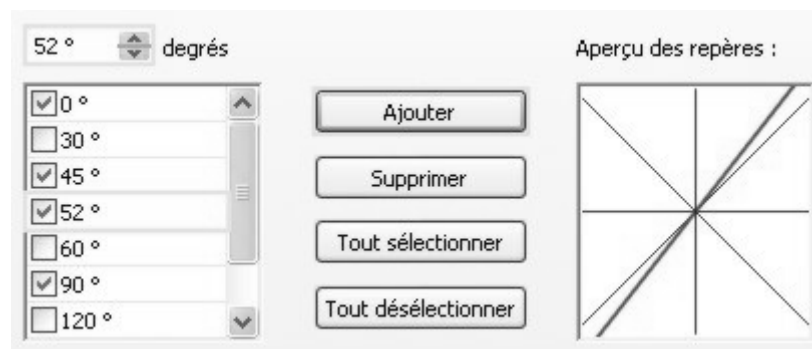 52 ° degrés
Aperçu des repères :
0 °
30 °
45 °
52 °
60 °
90 °
120 °
Ajouter
Supprimer
Tout sélectionner
Tout désélectionner